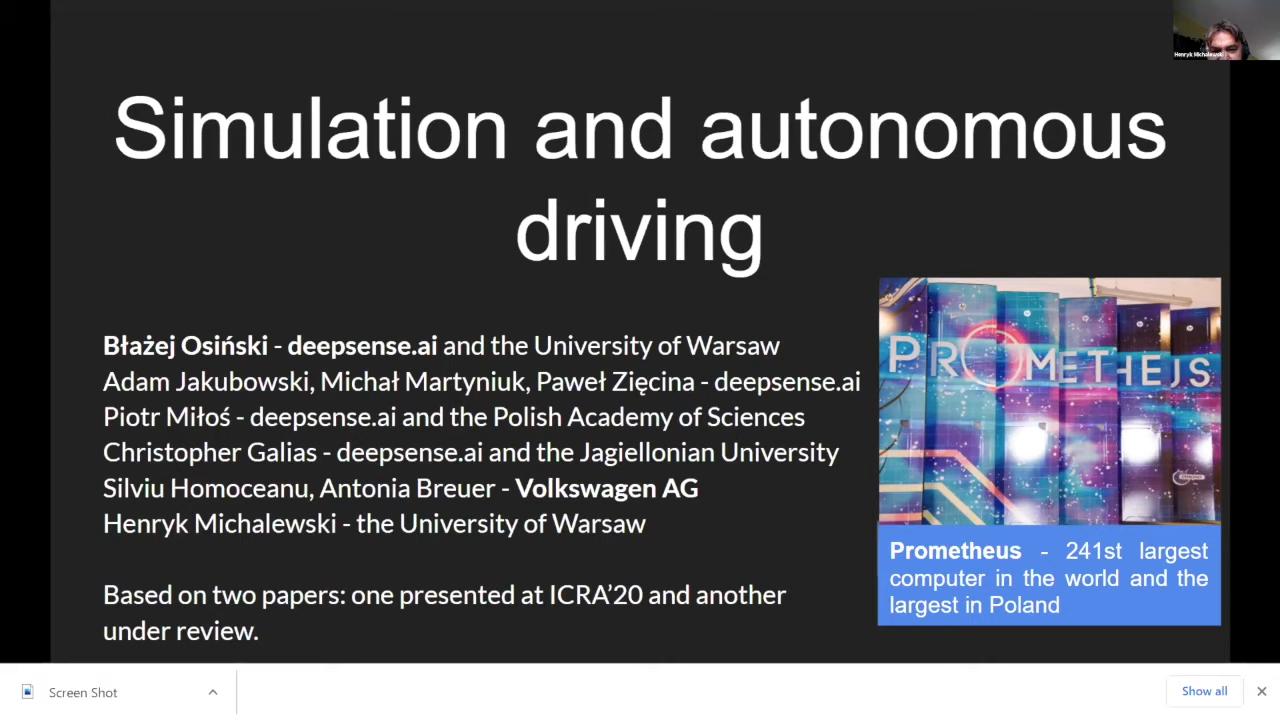 Henryk Michalewski
Simulation and autonomous
driving
Błażej Osiński - deepsense.ai and the University of Warsaw
Adam Jakubowski, Michał Martyniuk, Paweł Zięcina - deepsense.ai
Piotr Miłoś - deepsense.ai and the Polish Academy of Sciences
Christopher Galias - deepsense.ai and the Jagiellonian University
Silviu Homoceanu, Antonia Breuer - Volkswagen AG
Henryk Michalewski - the University of Warsaw
Based on two papers: one presented at ICRA'20 and another
under review.
PROMETHEUS
Prometheus - 241st largest
computer in the world and the
largest in Poland
Screen Shot
Show all